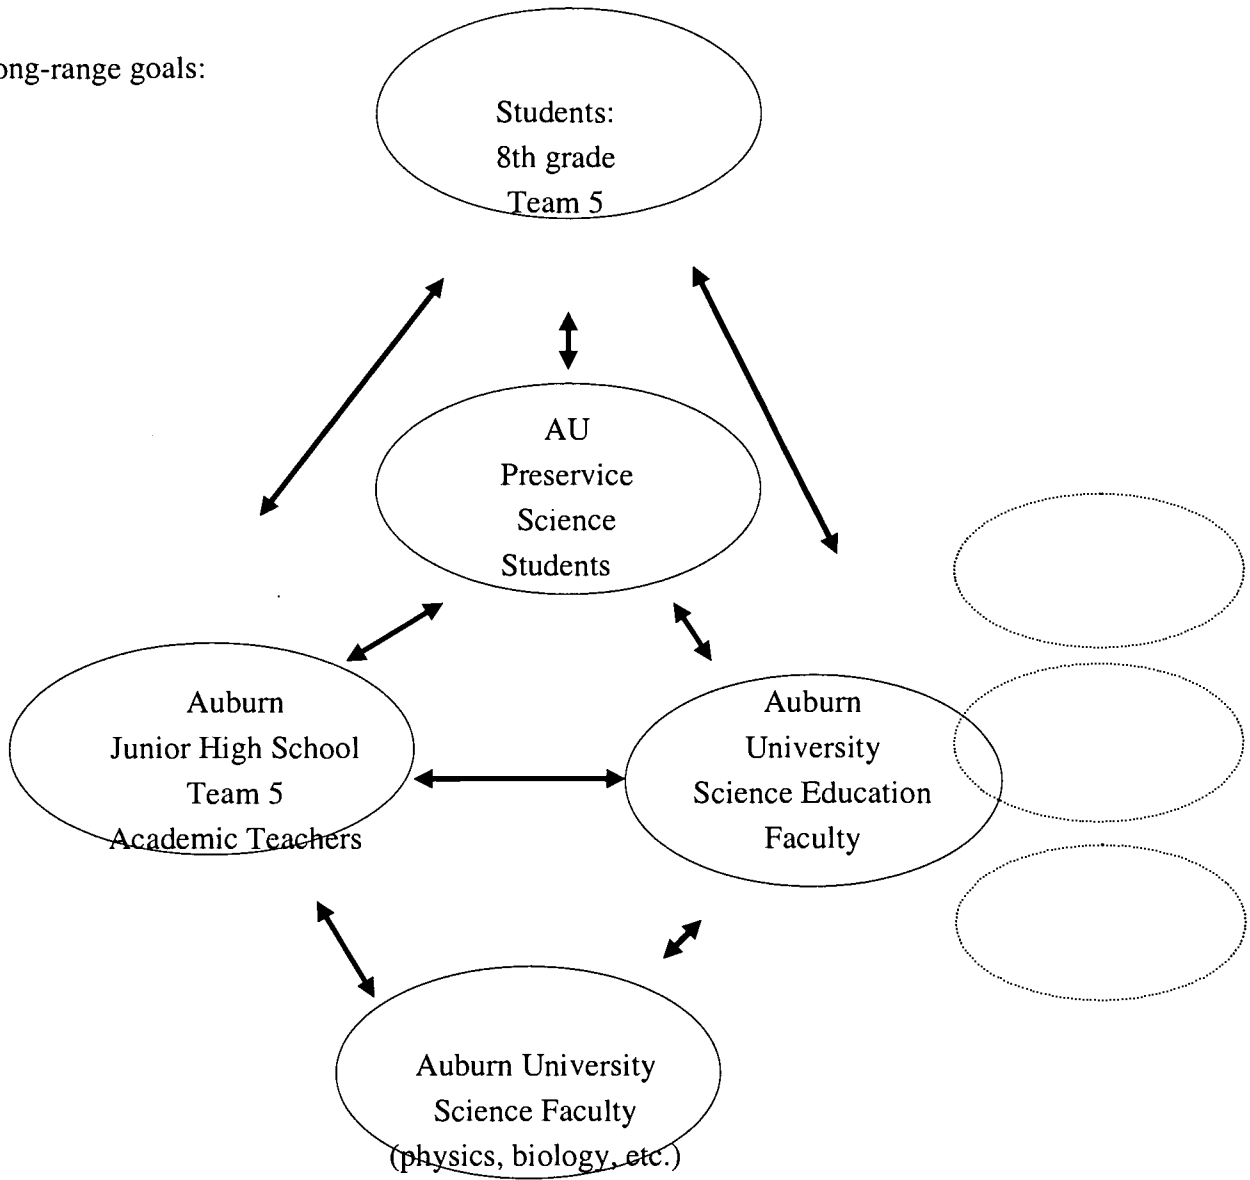 ong-range goals:
Students:
8th grade
Team 5
AU
Preservice
Science
Students
Auburn
Junior High School
Team 5
Academic Teachers
Auburn
University
Science Education
Faculty
Auburn University
Science Faculty
(physics, biology, etc.)